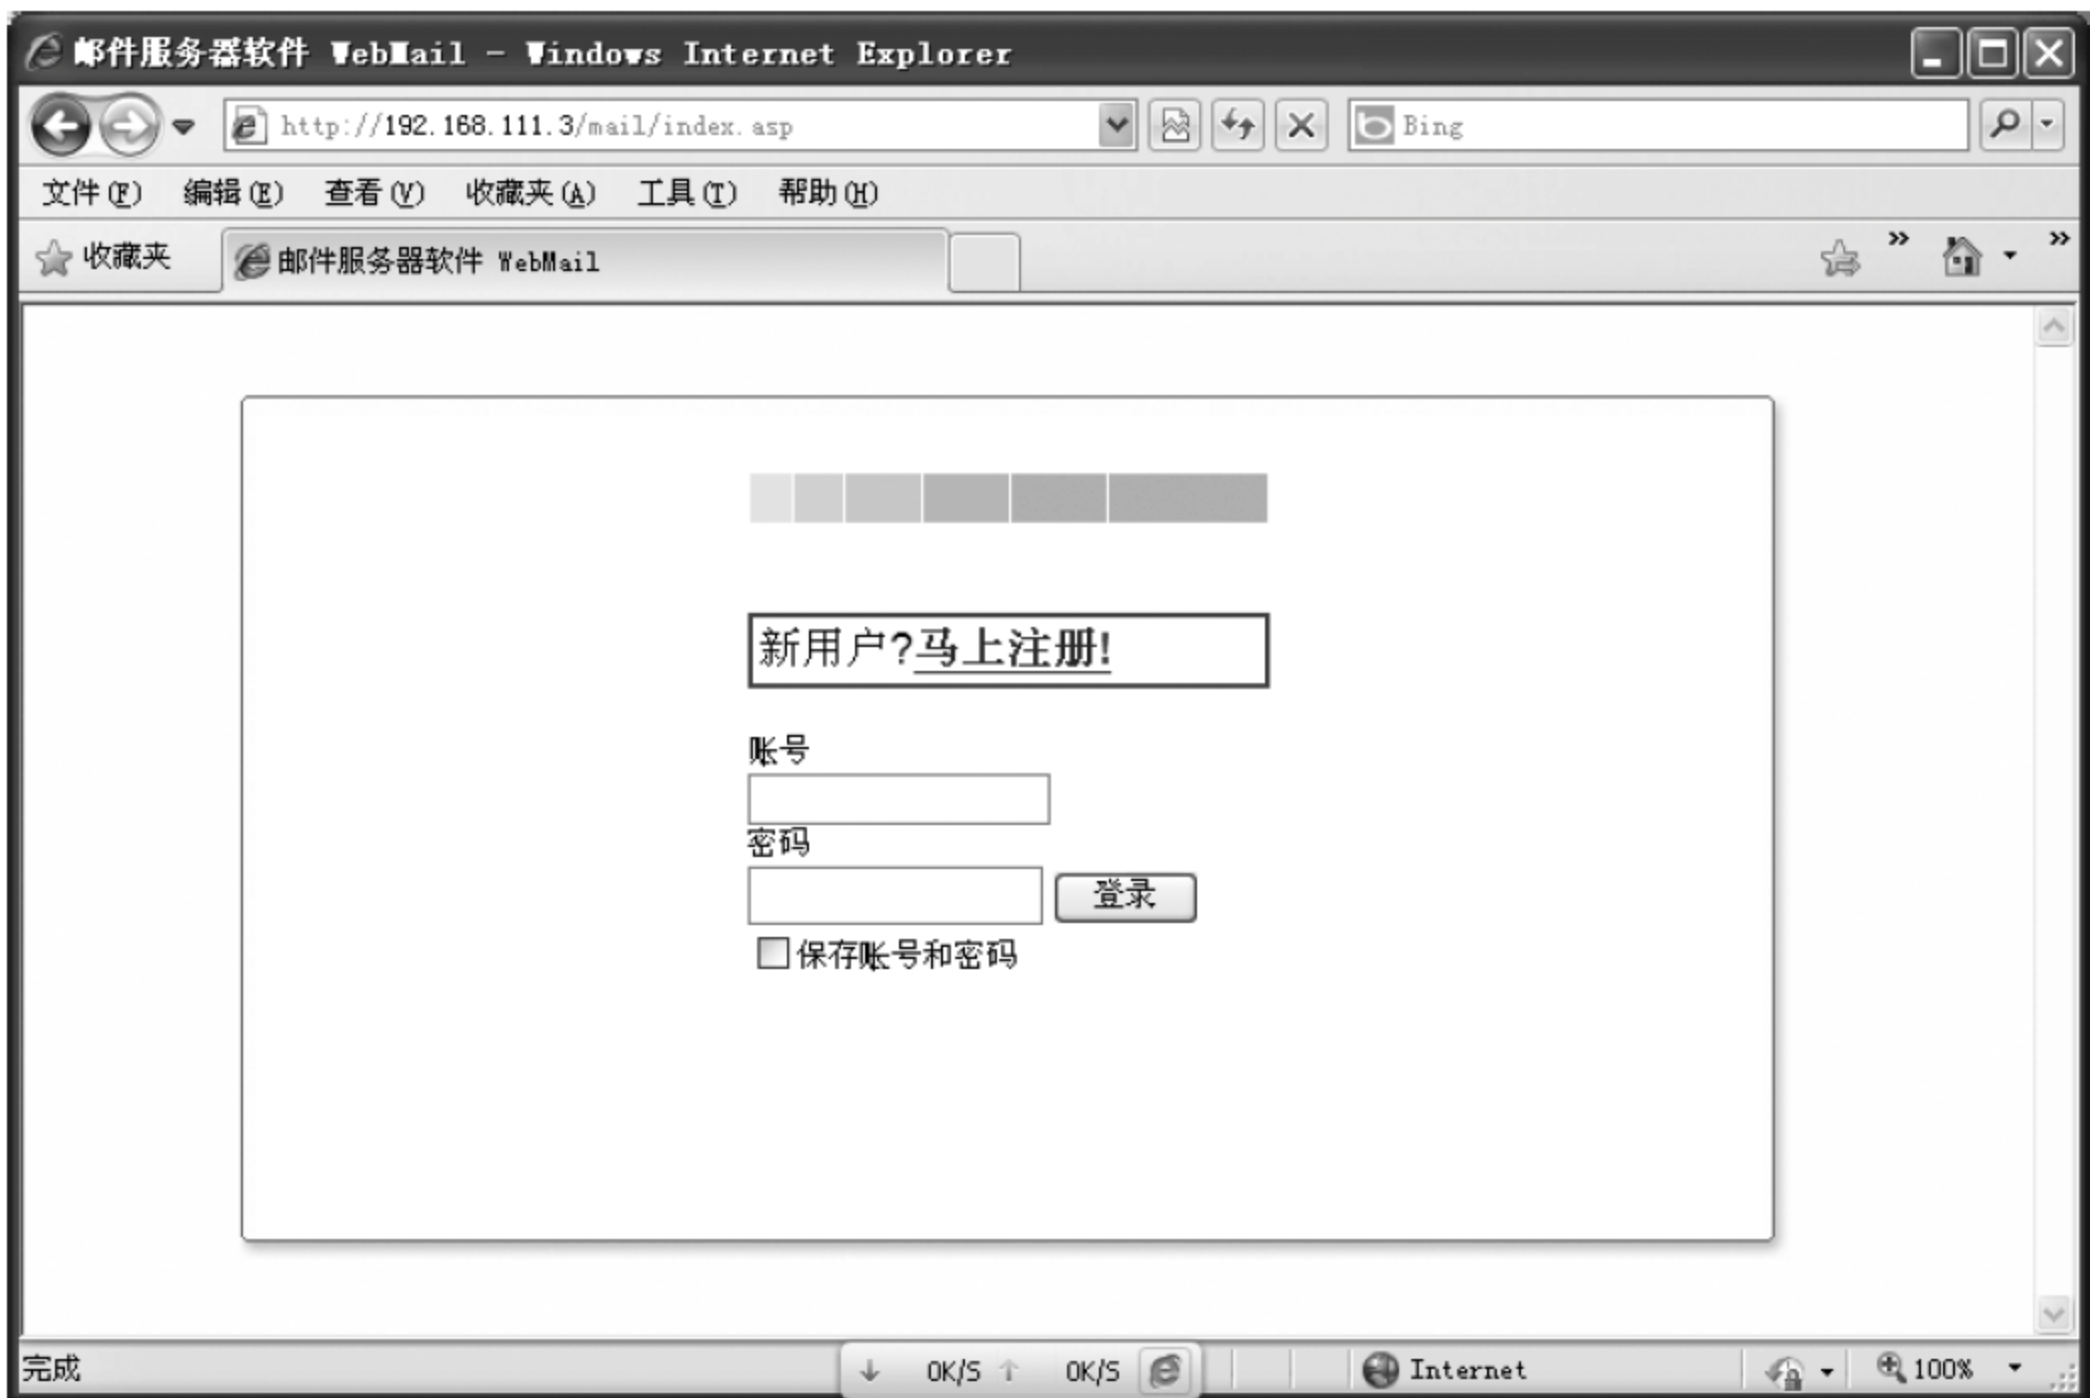 邮件服务器软件 WebMail - Windows Internet Explorer
http://192.168.111.3/mail/index.asp
Bing
文件(F) 编辑(E) 查看(V) 收藏夹(A) 工具(T) 帮助(H)
收藏夹
邮件服务器软件 WebMail
新用户?马上注册!
账号
密码
登录
保存账号和密码
完成
0K/S 0K/S
Internet
100%